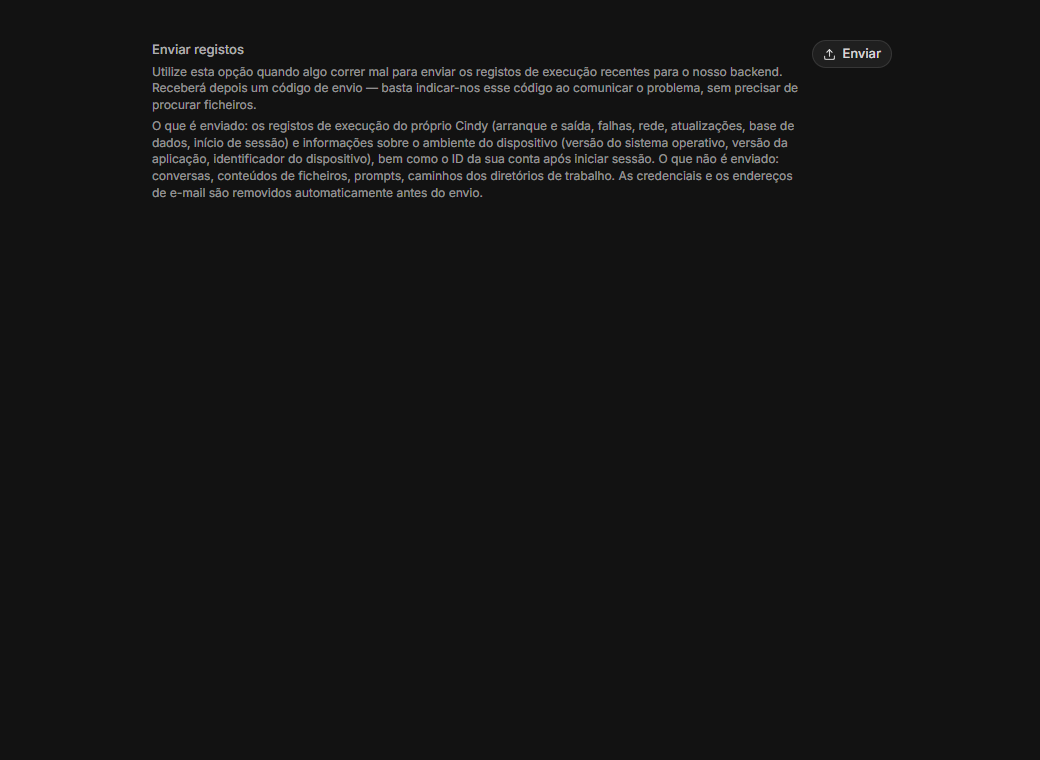 Enviar registos
Enviar
Utilize esta opção quando algo correr mal para enviar os registos de execução recentes para o nosso backend.
Receberá depois um código de envio — basta indicar-nos esse código ao comunicar o problema, sem precisar de
procurar ficheiros.
O que é enviado: os registos de execução do próprio Cindy (arranque e saída, falhas, rede, atualizações, base de
dados, início de sessão) e informações sobre o ambiente do dispositivo (versão do sistema operativo, versão da
aplicação, identificador do dispositivo), bem como o ID da sua conta após iniciar sessão. O que não é enviado:
conversas, conteúdos de ficheiros, prompts, caminhos dos diretórios de trabalho. As credenciais e os endereços
de e-mail são removidos automaticamente antes do envio.